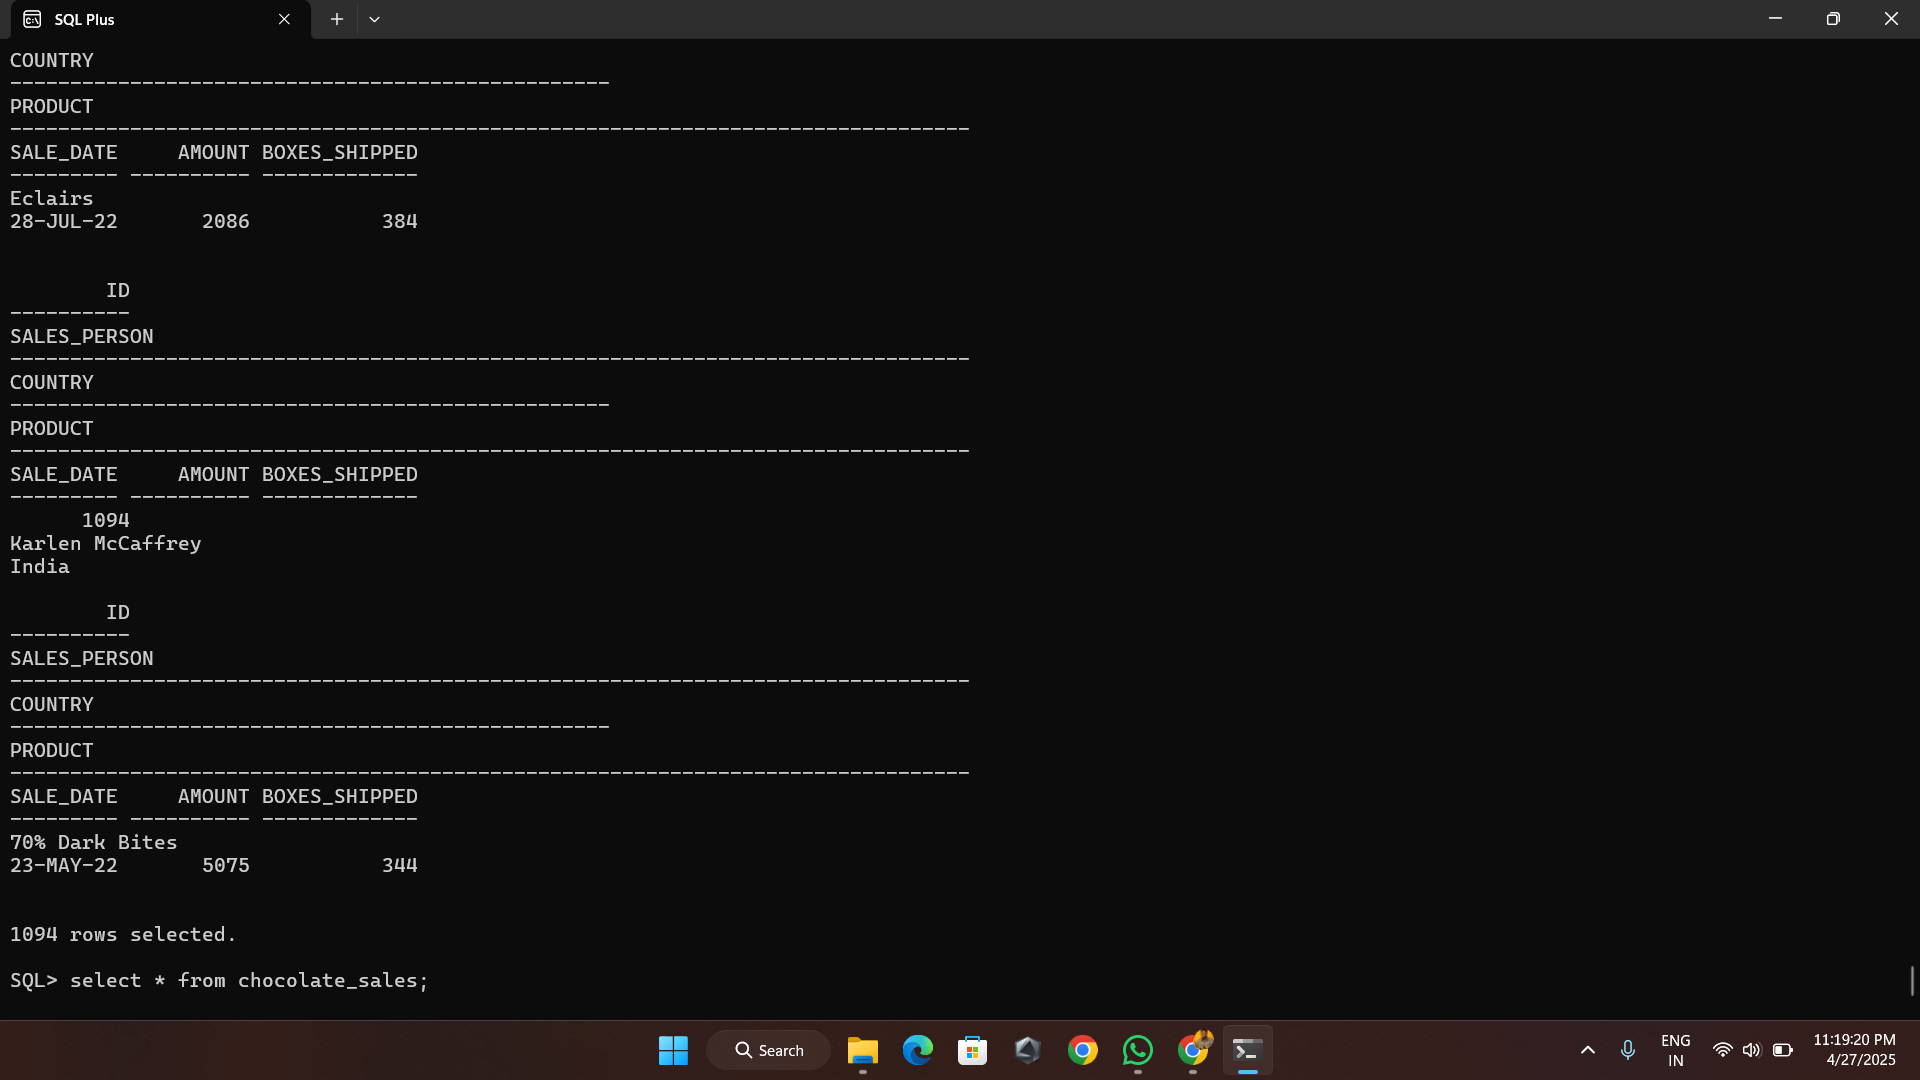 SQL Plus
COUNTRY
--------------------------------------------------
PRODUCT
--------------------------------------------------------------------------------
SALE_DATE     AMOUNT BOXES_SHIPPED
--------- ---------- -------------
Eclairs
28-JUL-22       2086           384
        ID
----------
SALES_PERSON
--------------------------------------------------------------------------------
COUNTRY
--------------------------------------------------
PRODUCT
--------------------------------------------------------------------------------
SALE_DATE     AMOUNT BOXES_SHIPPED
--------- ---------- -------------
      1094
Karlen McCaffrey
India
        ID
----------
SALES_PERSON
--------------------------------------------------------------------------------
COUNTRY
--------------------------------------------------
PRODUCT
--------------------------------------------------------------------------------
SALE_DATE     AMOUNT BOXES_SHIPPED
--------- ---------- -------------
70% Dark Bites
23-MAY-22       5075           344
1094 rows selected.
SQL> select * from chocolate_sales;
Search
ENG
IN
11:19:20 PM
4/27/2025